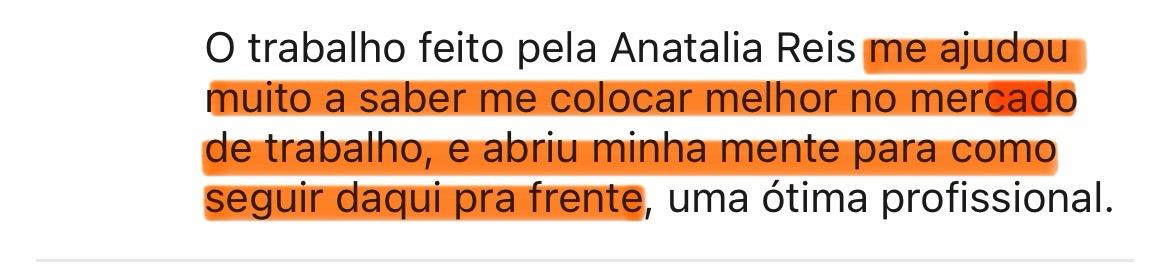 O trabalho feito pela Anatalia Reis me ajudou
muito a saber me colocar melhor no mercado
de trabalho, e abriu minha mente para como
seguir daqui pra frente, uma ótima profissional.